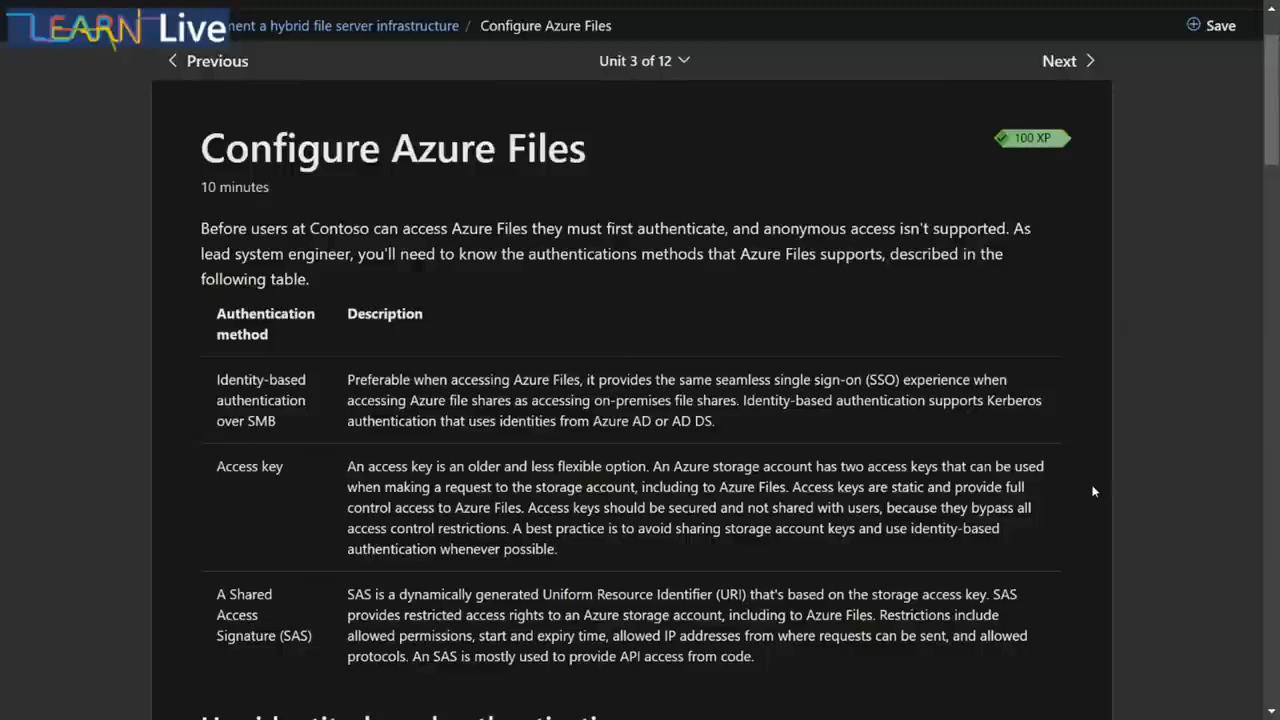 LEARN Live
ment a hybrid file server infrastructure / Configure Azure Files
Save
Previous
Unit 3 of 12
Next
Configure Azure Files
100 XP
10 minutes
Before users at Contoso can access Azure Files they must first authenticate, and anonymous access isn't supported. As
lead system engineer, you'll need to know the authentications methods that Azure Files supports, described in the
following table.
Authentication
method
Description
Identity-based
authentication
over SMB
Preferable when accessing Azure Files, it provides the same seamless single sign-on (SSO) experience when
accessing Azure file shares as accessing on-premises file shares. Identity-based authentication supports Kerberos
authentication that uses identities from Azure AD or AD DS.
Access key
An access key is an older and less flexible option. An Azure storage account has two access keys that can be used
when making a request to the storage account, including to Azure Files. Access keys are static and provide full
control access to Azure Files. Access keys should be secured and not shared with users, because they bypass all
access control restrictions. A best practice is to avoid sharing storage account keys and use identity-based
authentication whenever possible.
A Shared
Access
Signature (SAS)
SAS is a dynamically generated Uniform Resource Identifier (URI) that's based on the storage access key. SAS
provides restricted access rights to an Azure storage account, including to Azure Files. Restrictions include
allowed permissions, start and expiry time, allowed IP addresses from where requests can be sent, and allowed
protocols. An SAS is mostly used to provide API access from code.